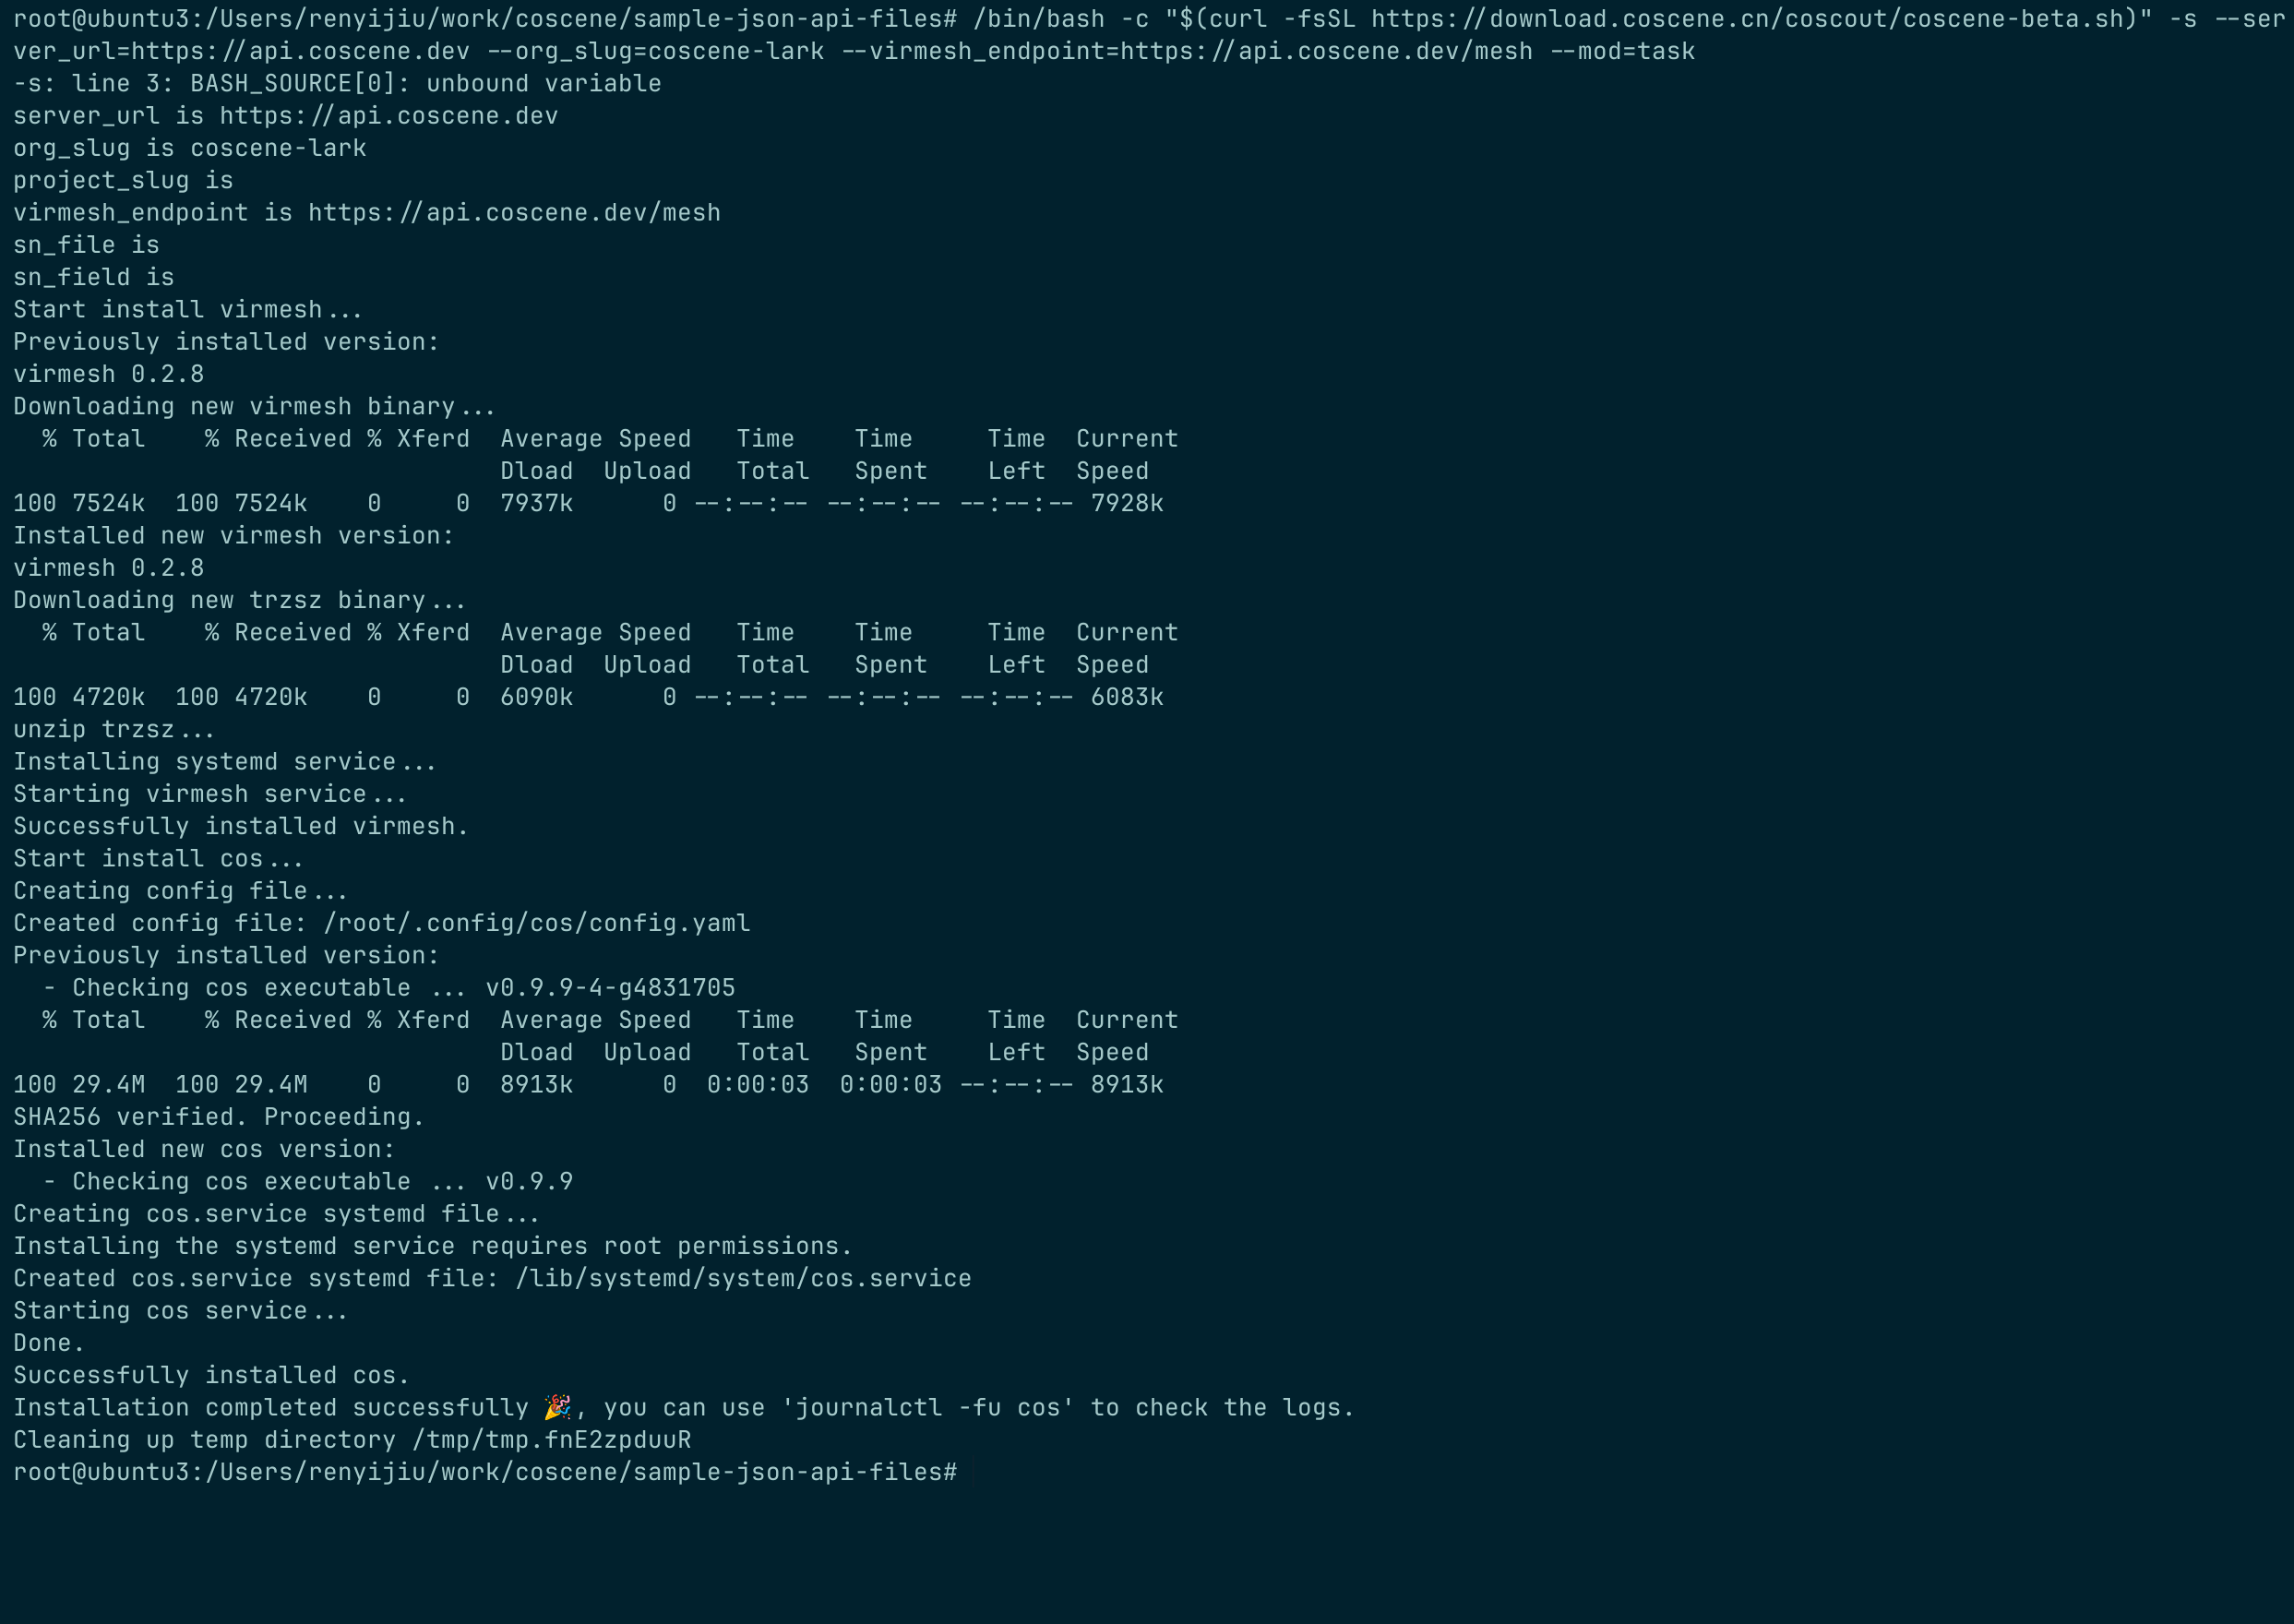 root@ubuntu3:/Users/renyijiu/work/coscene/sample-json-api-files# /bin/bash -c "$(curl -fsSL https://download.coscene.cn/coscout/coscene-beta.sh)" -s --ser
ver_url=https://api.coscene.dev --org_slug=coscene-lark --virmesh_endpoint=https://api.coscene.dev/mesh --mod=task
-s: line 3: BASH_SOURCE[0]: unbound variable
server_url is https://api.coscene.dev
org_slug is coscene-lark
project_slug is
virmesh_endpoint is https://api.coscene.dev/mesh
sn_file is
sn_field is
Start install virmesh...
Previously installed version:
virmesh 0.2.8
Downloading new virmesh binary...
  % Total    % Received % Xferd  Average Speed   Time    Time     Time  Current
                                 Dload  Upload   Total   Spent    Left  Speed
100 7524k  100 7524k    0     0  7937k      0 --:--:-- --:--:-- --:--:-- 7928k
Installed new virmesh version:
virmesh 0.2.8
Downloading new trzsz binary...
  % Total    % Received % Xferd  Average Speed   Time    Time     Time  Current
                                 Dload  Upload   Total   Spent    Left  Speed
100 4720k  100 4720k    0     0  6090k      0 --:--:-- --:--:-- --:--:-- 6083k
unzip trzsz...
Installing systemd service...
Starting virmesh service...
Successfully installed virmesh.
Start install cos...
Creating config file...
Created config file: /root/.config/cos/config.yaml
Previously installed version:
  - Checking cos executable ... v0.9.9-4-g4831705
  % Total    % Received % Xferd  Average Speed   Time    Time     Time  Current
                                 Dload  Upload   Total   Spent    Left  Speed
100 29.4M  100 29.4M    0     0  8913k      0  0:00:03  0:00:03 --:--:-- 8913k
SHA256 verified. Proceeding.
Installed new cos version:
  - Checking cos executable ... v0.9.9
Creating cos.service systemd file...
Installing the systemd service requires root permissions.
Created cos.service systemd file: /lib/systemd/system/cos.service
Starting cos service...
Done.
Successfully installed cos.
Installation completed successfully 🎉, you can use 'journalctl -fu cos' to check the logs.
Cleaning up temp directory /tmp/tmp.fnE2zpduuR
root@ubuntu3:/Users/renyijiu/work/coscene/sample-json-api-files#